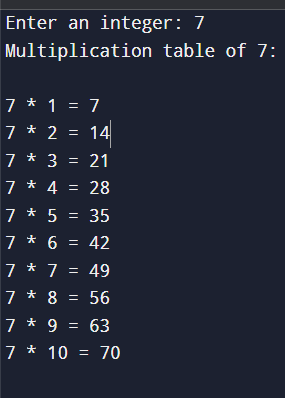 Enter an integer: 7
Multiplication table of 7:
7 * 1 = 7
7 * 2 = 14
7 * 3 = 21
7 * 4 = 28
7 * 5 = 35
7 * 6 = 42
7 * 7 = 49
7 * 8 = 56
7 * 9 = 63
7 * 10 = 70